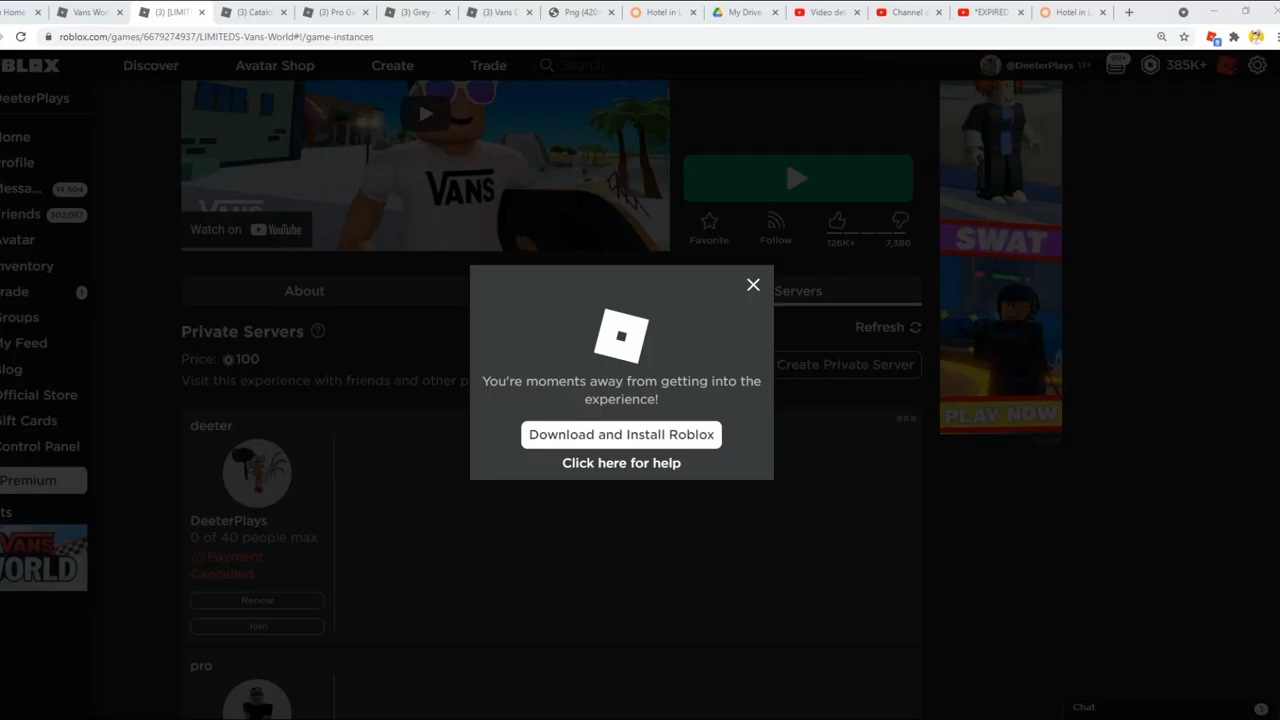 Home
Vans Wo
(3) [LIMIT
(3) Catalo
(3) Pro Ga
(3) Grey -
(3) Vans C
Png (420×
Hotel in L
My Drive
Video det
Channel c
*EXPIRED
Hotel in L
roblox.com/games/6679274937/LIMITEDS-Vans-World#!/game-instances
BLOX
Discover
Avatar Shop
Create
Trade
Search
@DeeterPlays 13+
99+
385K+
DeeterPlays
Home
Profile
Messa... 14,504
Friends 302,057
Avatar
Inventory
Trade 1
Groups
My Feed
Blog
Official Store
Gift Cards
Control Panel
Premium
VANS
WORLD
VANS
VANS
Watch on YouTube
Favorite
Follow
126K+
7,386
SWAT
PLAY NOW
About
Servers
Private Servers
Refresh
Price: 100
Create Private Server
Visit this experience with friends and other p
deeter
DeeterPlays
0 of 40 people max
Payment
Cancelled.
Renew
Join
pro
You're moments away from getting into the
experience!
Download and Install Roblox
Click here for help
Chat